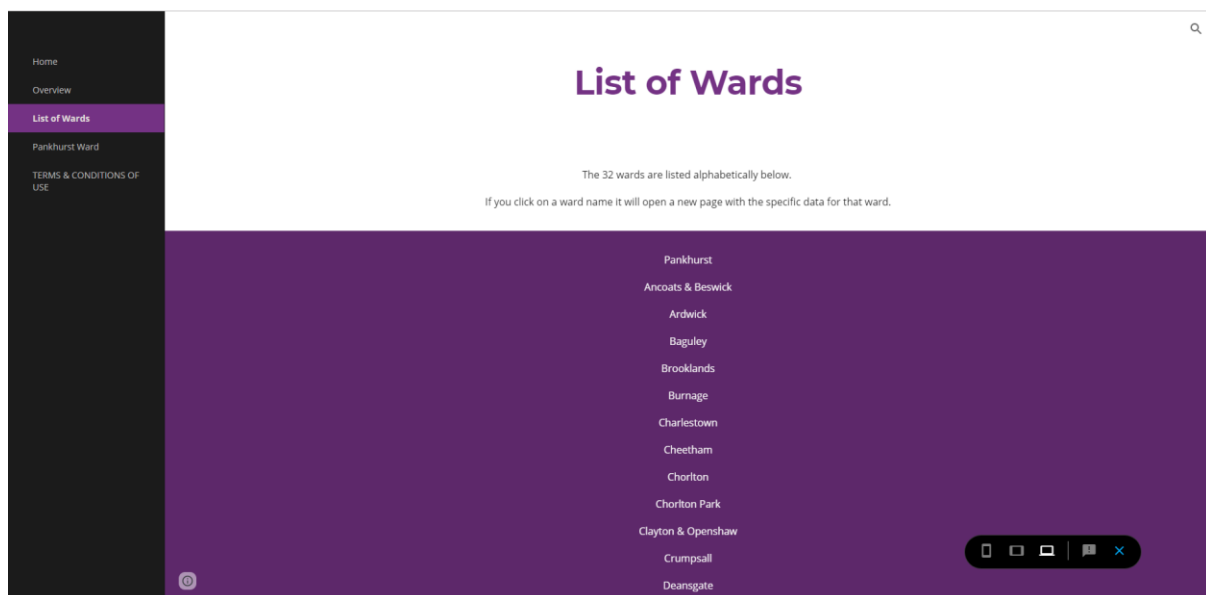 Home
Overview
List of Wards
Pankhurst Ward
TERMS & CONDITIONS OF
USE
List of Wards
The 32 wards are listed alphabetically below.
If you click on a ward name it will open a new page with the specific data for that ward.
Pankhurst
Ancoats & Beswick
Ardwick
Baguley
Brooklands
Burnage
Charlestown
Cheetham
Chorlton
Chorlton Park
Clayton & Openshaw
Crumpsall
Deansgate